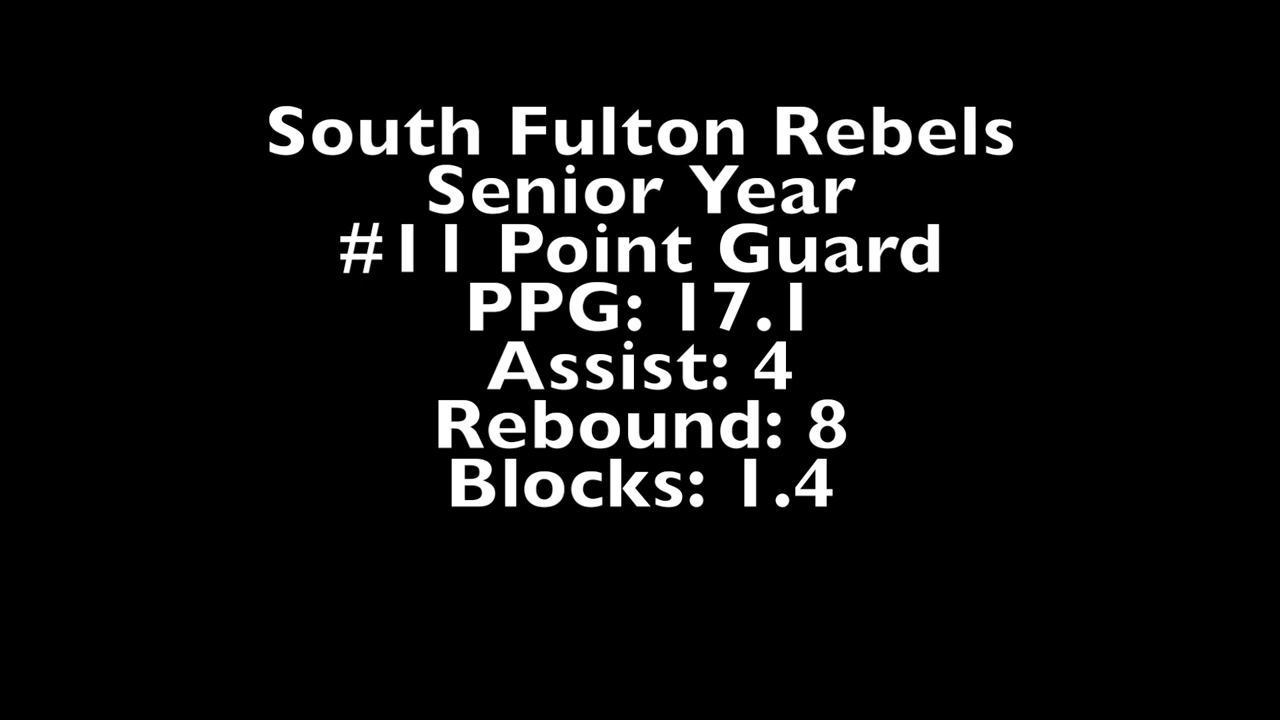 South Fulton Rebels
Senior Year
#11 Point Guard
PPG: 17.1
Assist: 4
Rebound: 8
Blocks: 1.4